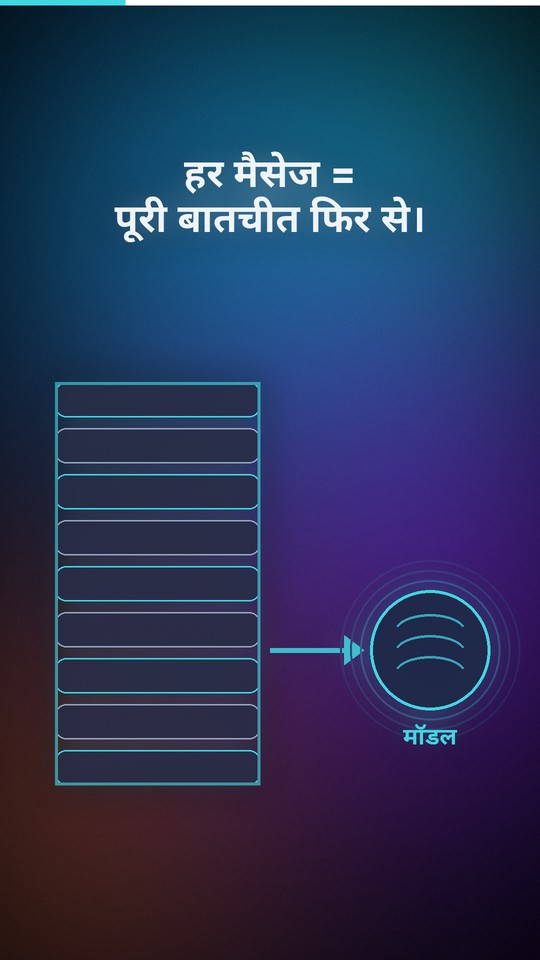 हर मैसेज =
पूरी बातचीत फिर से।
मॉडल